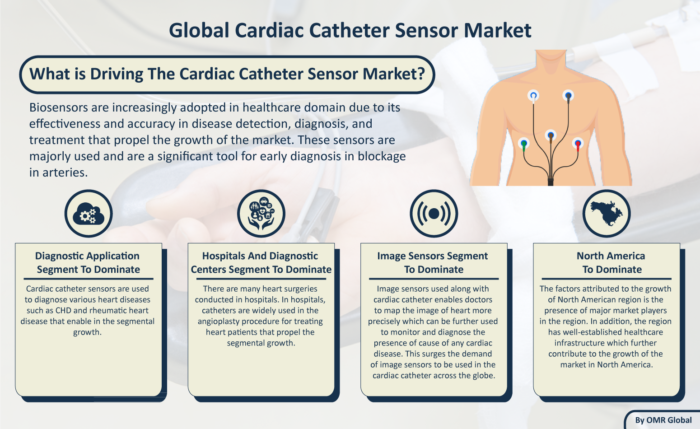 Global Cardiac Catheter Sensor Market
What is Driving The Cardiac Catheter Sensor Market?
Biosensors are increasingly adopted in healthcare domain due to its
effectiveness and accuracy in disease detection, diagnosis, and
treatment that propel the growth of the market. These sensors are
majorly used and are a significant tool for early diagnosis in blockage
in arteries.
Diagnostic Application
Segment To Dominate
Cardiac catheter sensors are used
to diagnose various heart diseases
such as CHD and rheumatic heart
disease that enable in the segmental
growth.
Hospitals And Diagnostic
Centers Segment To Dominate
There are many heart surgeries
conducted in hospitals. In hospitals,
catheters are widely used in the
angioplasty procedure for treating
heart patients that propel the
segmental growth.
Image Sensors Segment
To Dominate
Image sensors used along with
cardiac catheter enables doctors
to map the image of heart more
precisely which can be further used
to monitor and diagnose the
presence of cause of any cardiac
disease. This surges the demand
of image sensors to be used in the
cardiac catheter across the globe.
North America
To Dominate
The factors attributed to the growth
of North American region is the
presence of major market players
in the region. In addition, the region
has well-established healthcare
infrastructure which further
contribute to the growth of the
market in North America.
By OMR Global